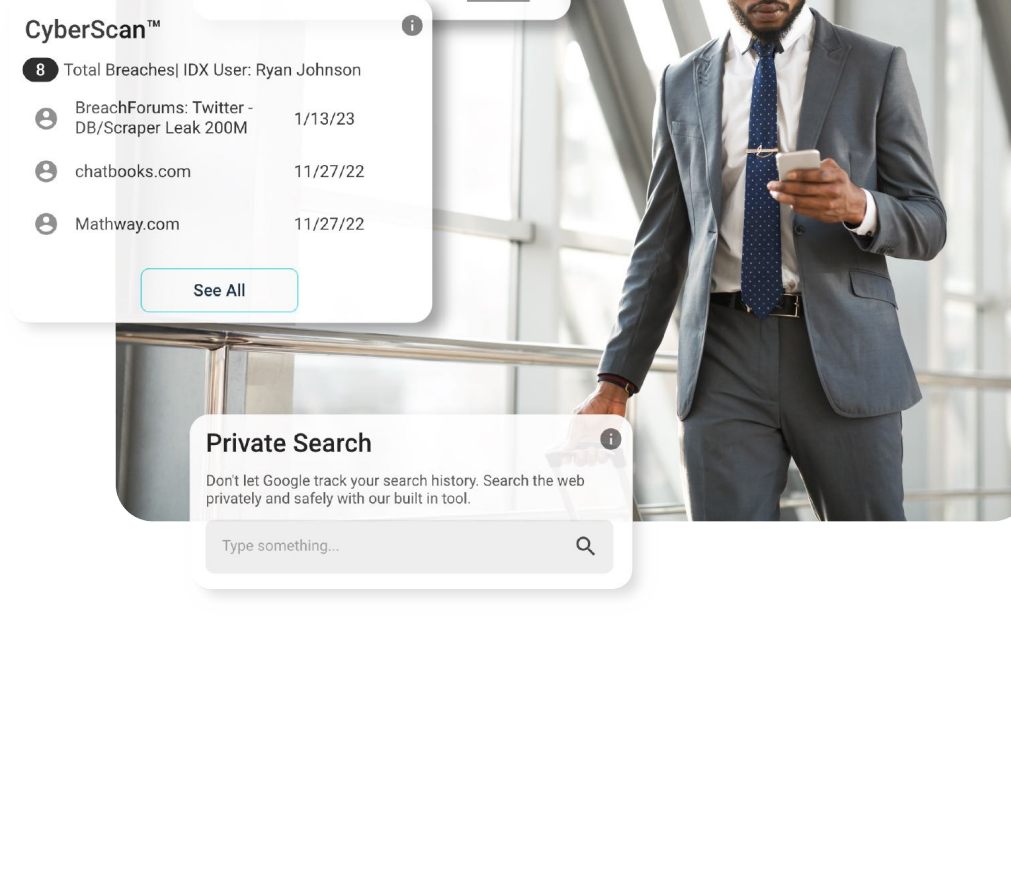 CyberScan™
8 Total Breaches| IDX User: Ryan Johnson
BreachForums: Twitter -
DB/Scraper Leak 200M
1/13/23
chatbooks.com
11/27/22
Mathway.com
11/27/22
See All
Private Search
Don't let Google track your search history. Search the web
privately and safely with our built in tool.
Type something...